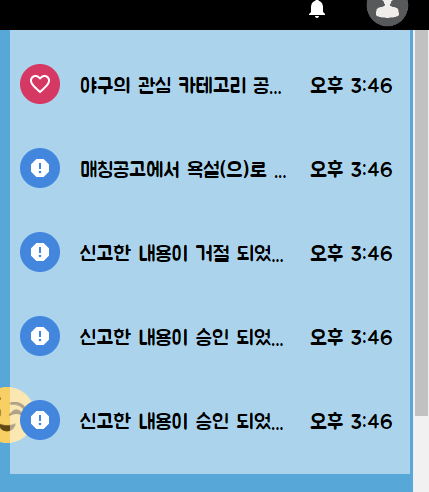 야구의 관심 카테고리 공... 오후 3:46
매칭공고에서 욕설(으)로 ... 오후 3:46
신고한 내용이 거절 되었... 오후 3:46
신고한 내용이 승인 되었... 오후 3:46
신고한 내용이 승인 되었... 오후 3:46